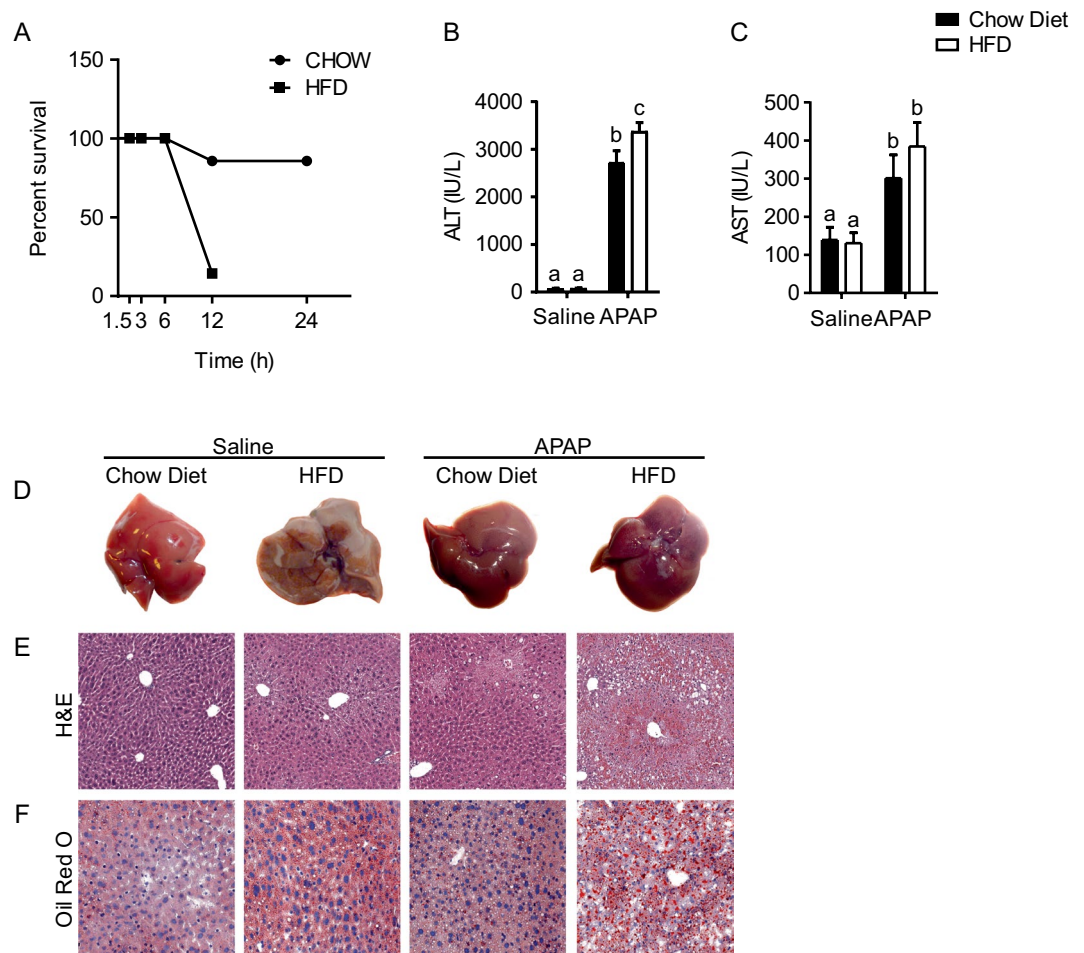 A
150
100
50
0
Percent survival
CHOW
HFD
1.5 3 6 12 24
Time (h)
B
4000
3000
2000
1000
0
ALT (IU/L)
a a b c
Saline APAP
C
Chow Diet
HFD
500
400
300
200
100
0
AST (IU/L)
a a b b
Saline APAP
Saline APAP
Chow Diet HFD Chow Diet HFD
D
E
H&E
F
Oil Red O